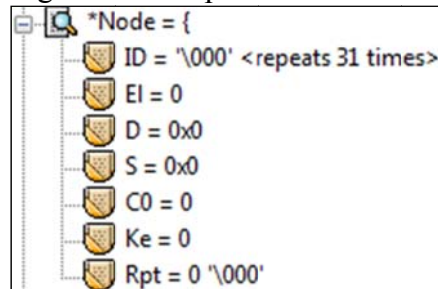 *Node = {
ID = '\000' <repeats 31 times>
El = 0
D = 0x0
S = 0x0
C0 = 0
Ke = 0
Rpt = 0 '\000'